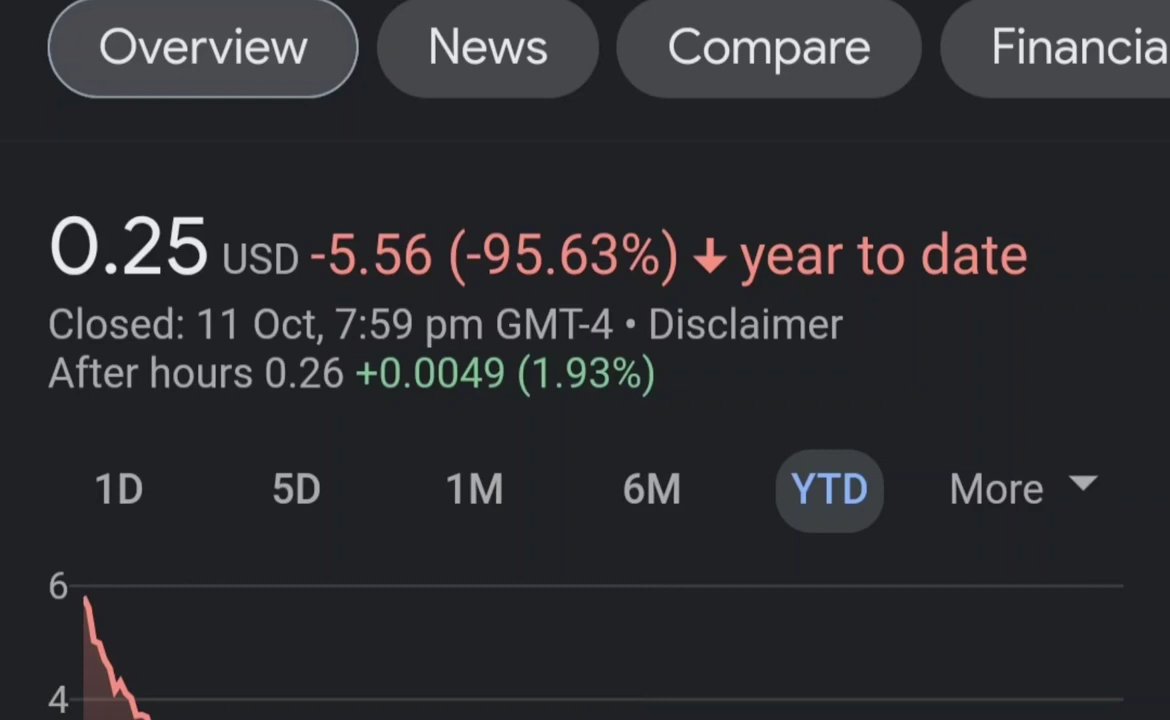 Overview News Compare Financia
0.25 USD -5.56 (-95.63%) ↓ year to date
Closed: 11 Oct, 7:59 pm GMT-4 • Disclaimer
After hours 0.26 +0.0049 (1.93%)
1D 5D 1M 6M YTD More
6
4